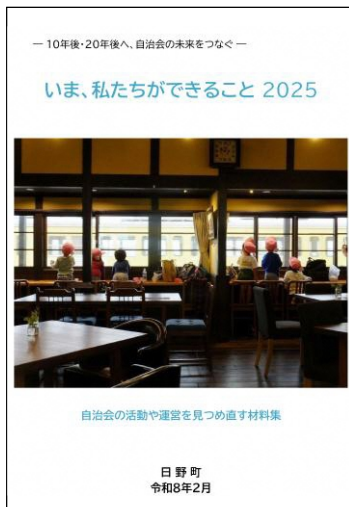 ― 10年後・20年後へ、自治会の未来をつなぐ ―
いま、私たちができること 2025
自治会の活動や運営を見つめ直す材料集
日 野 町
令和8年2月